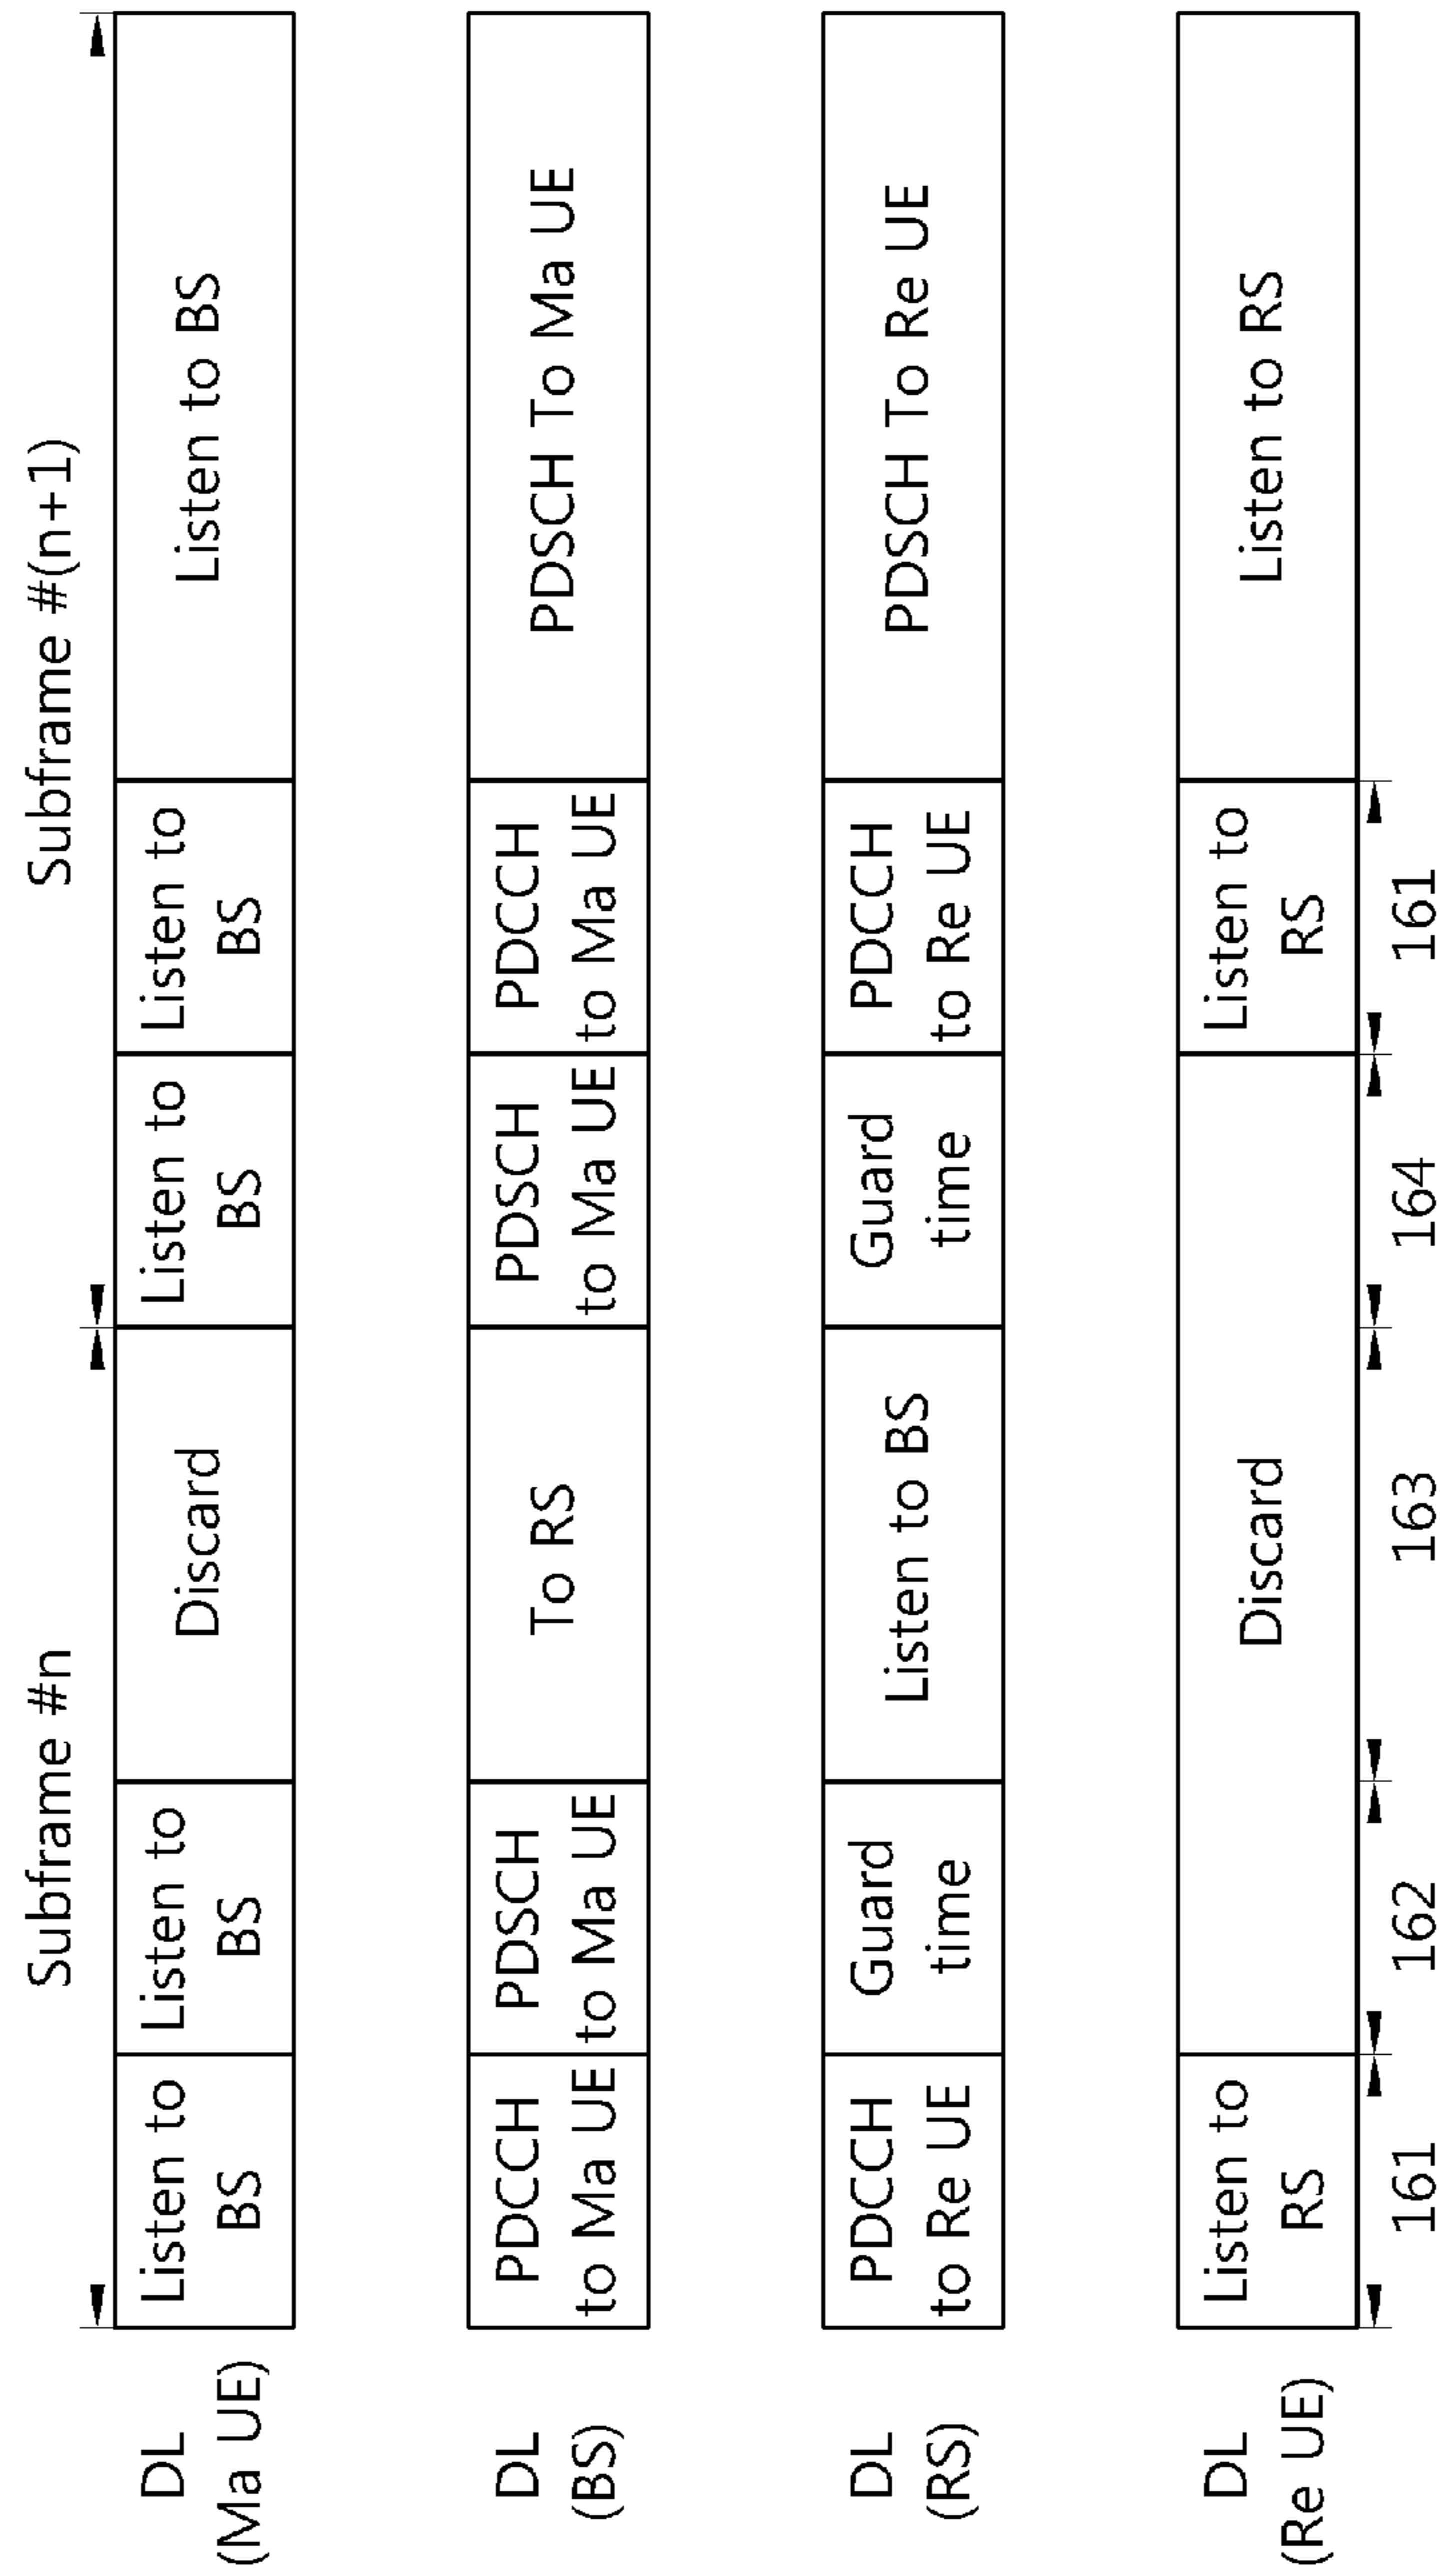 Subframe #n
Subframe #(n+1)
DL
(Ma UE)
Listen to
BS
Listen to
BS
Discard
Listen to
BS
Listen to
BS
Listen to BS
DL
(BS)
PDCCH
to Ma UE
PDSCH
to Ma UE
To RS
PDSCH
to Ma UE
PDCCH
to Ma UE
PDSCH To Ma UE
DL
(RS)
PDCCH
to Re UE
Guard
time
Listen to BS
Guard
time
PDCCH
to Re UE
PDSCH To Re UE
DL
(Re UE)
Listen to
RS
Discard
Listen to
RS
Listen to RS
161
162
163
164
161